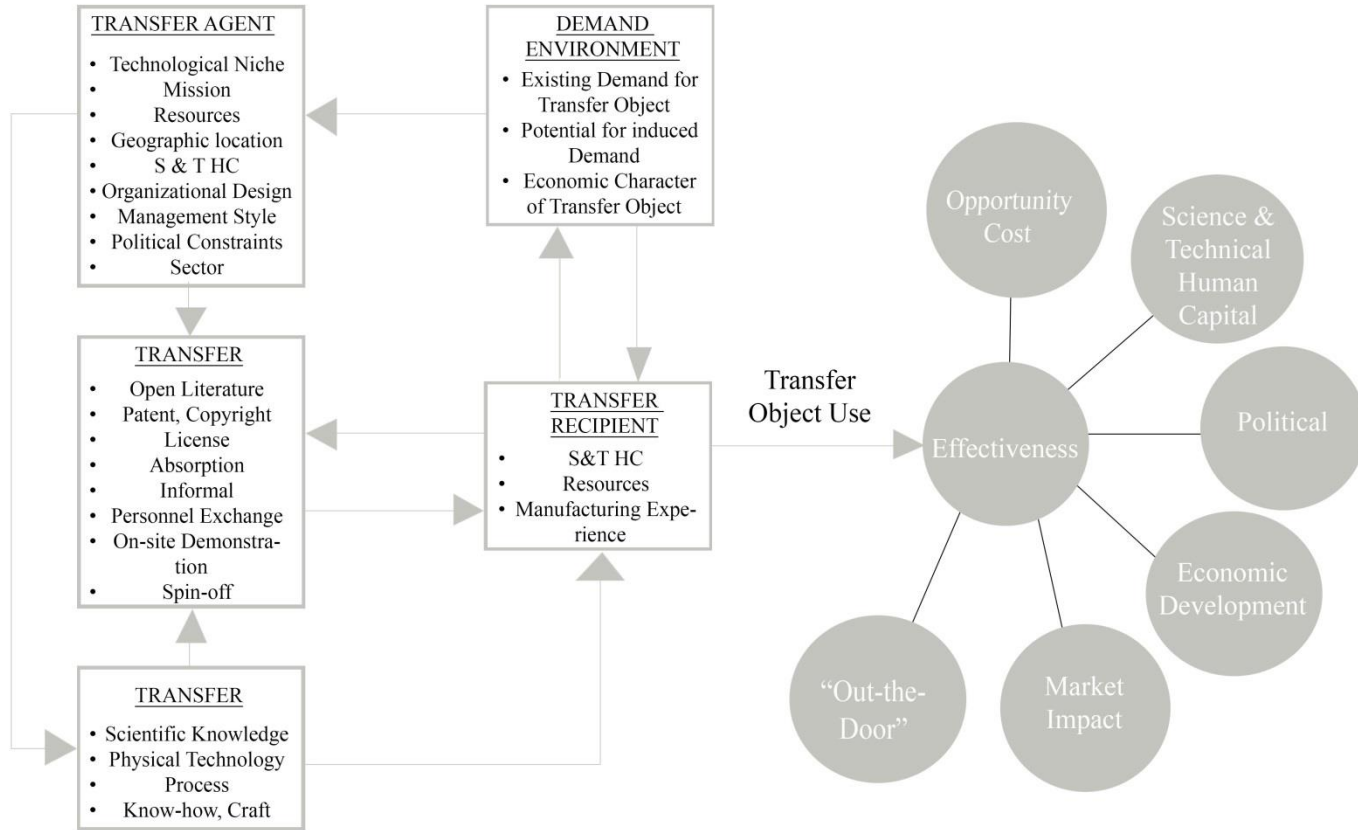 TRANSFER AGENT
• Technological Niche
• Mission
• Resources
• Geographic location
• S & T HC
• Organizational Design
• Management Style
• Political Constraints
• Sector
DEMAND
ENVIRONMENT
• Existing Demand for
Transfer Object
• Potential for induced
Demand
• Economic Character
of Transfer Object
TRANSFER
• Open Literature
• Patent, Copyright
• License
• Absorption
• Informal
• Personnel Exchange
• On-site Demonstra-
tion
• Spin-off
TRANSFER
RECIPIENT
• S&T HC
• Resources
• Manufacturing Expe-
rience
TRANSFER
• Scientific Knowledge
• Physical Technology
• Process
• Know-how, Craft
Transfer
Object Use
Effectiveness
Opportunity
Cost
Science &
Technical
Human
Capital
Political
Economic
Development
Market
Impact
“Out-the-
Door”